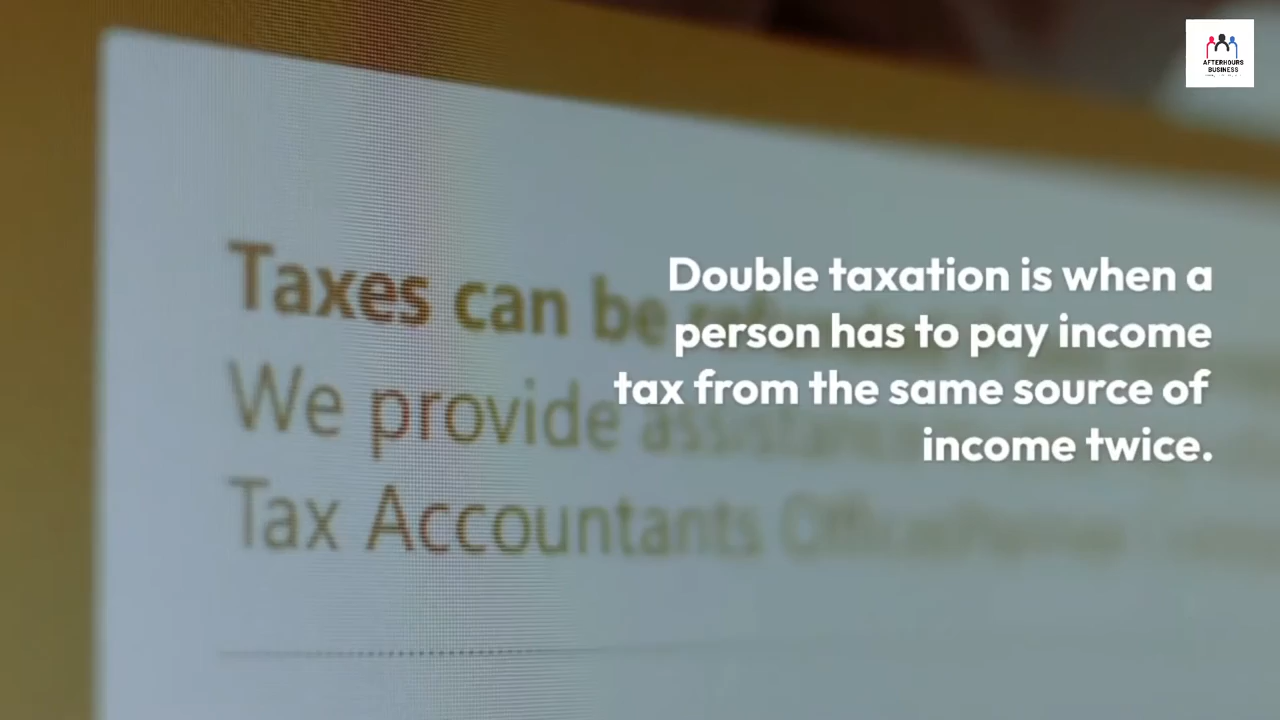 AFTERHOURS
BUSINESS
Double taxation is when a
person has to pay income
tax from the same source of
income twice.
Taxes can be
We provide
Tax Accountants